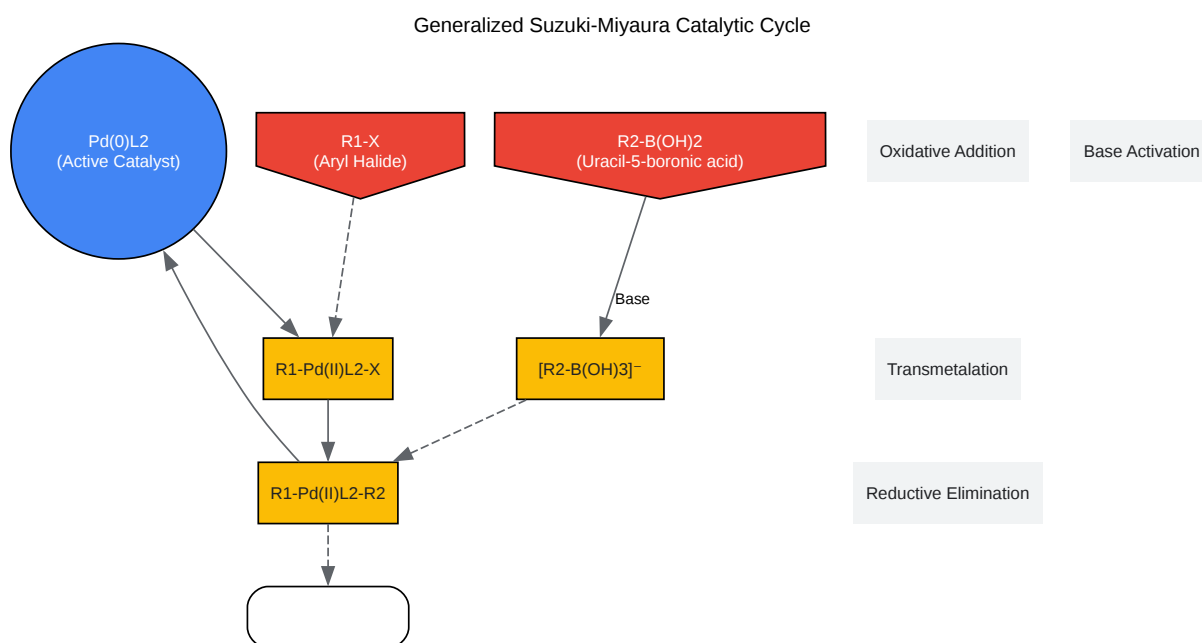 Generalized Suzuki-Miyaura Catalytic Cycle
Pd(0)L2
(Active Catalyst)
R1-X
(Aryl Halide)
R2-B(OH)2
(Uracil-5-boronic acid)
Oxidative Addition
Base Activation
Base
R1-Pd(II)L2-X
[R2-B(OH)3]⁻
Transmetalation
R1-Pd(II)L2-R2
Reductive Elimination